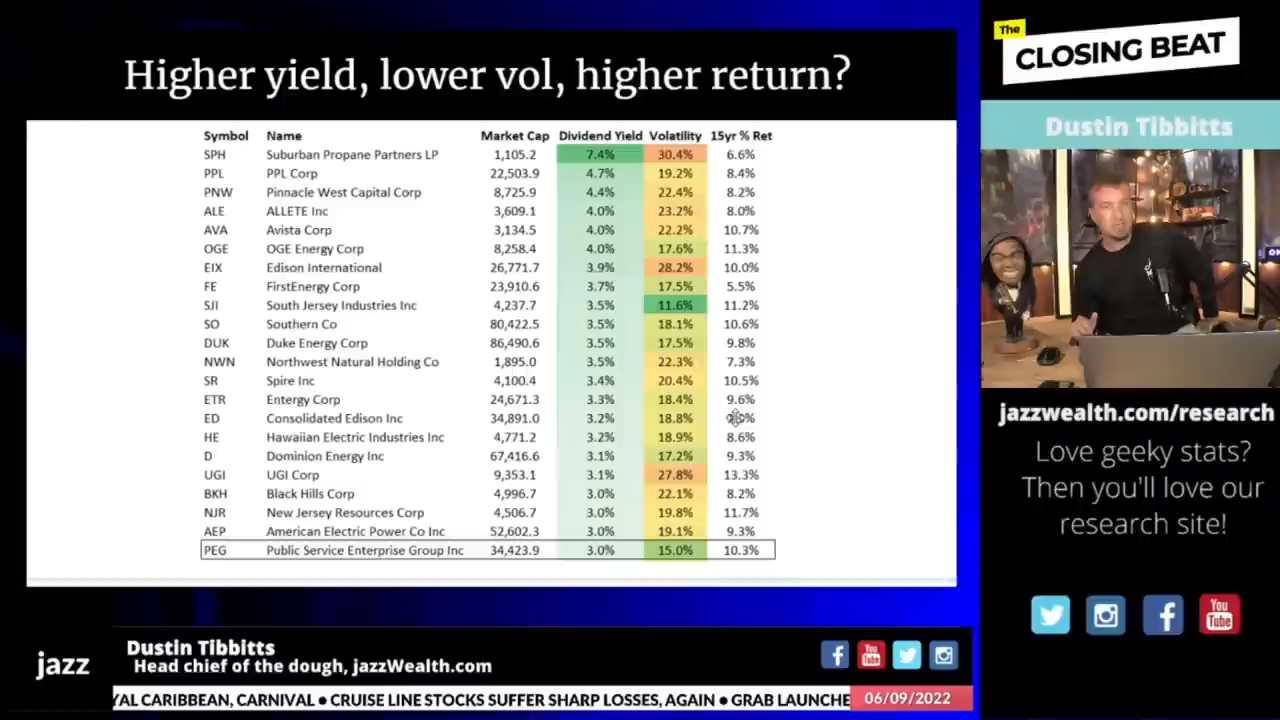 Higher yield, lower vol, higher return?
Symbol Name Market Cap Dividend Yield Volatility 15yr % Ret
SPH Suburban Propane Partners LP 1,105.2 7.4% 30.4% 6.6%
PPL PPL Corp 22,503.9 4.7% 19.2% 8.4%
PNW Pinnacle West Capital Corp 8,725.9 4.4% 22.4% 8.2%
ALE ALLETE Inc 3,609.1 4.0% 23.2% 8.0%
AVA Avista Corp 3,134.5 4.0% 22.2% 10.7%
OGE OGE Energy Corp 8,258.4 4.0% 17.6% 11.3%
EIX Edison International 26,771.7 3.9% 28.2% 10.0%
FE FirstEnergy Corp 23,910.6 3.7% 17.5% 5.5%
SJI South Jersey Industries Inc 4,237.7 3.5% 11.6% 11.2%
SO Southern Co 80,422.5 3.5% 18.1% 10.6%
DUK Duke Energy Corp 86,490.6 3.5% 17.5% 9.8%
NWN Northwest Natural Holding Co 1,895.0 3.5% 22.3% 7.3%
SR Spire Inc 4,100.4 3.4% 20.4% 10.5%
ETR Entergy Corp 24,671.3 3.3% 18.4% 9.6%
ED Consolidated Edison Inc 34,891.0 3.2% 18.8%
HE Hawaiian Electric Industries Inc 4,771.2 3.2% 18.9% 8.6%
D Dominion Energy Inc 67,416.6 3.1% 17.2% 9.3%
UGI UGI Corp 9,353.1 3.1% 27.8% 13.3%
BKH Black Hills Corp 4,996.7 3.0% 22.1% 8.2%
NJR New Jersey Resources Corp 4,506.7 3.0% 19.8% 11.7%
AEP American Electric Power Co Inc 52,602.3 3.0% 19.1% 9.3%
PEG Public Service Enterprise Group Inc 34,423.9 3.0% 15.0% 10.3%
The
CLOSING BEAT
Dustin Tibbitts
jazzwealth.com/research
Love geeky stats?
Then you'll love our
research site!
You
Tube
jazz
Dustin Tibbitts
Head chief of the dough, jazzWealth.com
You
Tube
YAL CARIBBEAN, CARNIVAL • CRUISE LINE STOCKS SUFFER SHARP LOSSES, AGAIN • GRAB LAUNCHE
06/09/2022